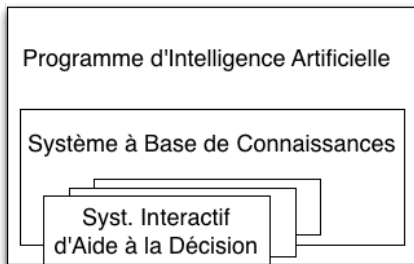 Programme d'Intelligence Artificielle
Système à Base de Connaissances
Syst. Interactif
d'Aide à la Décision